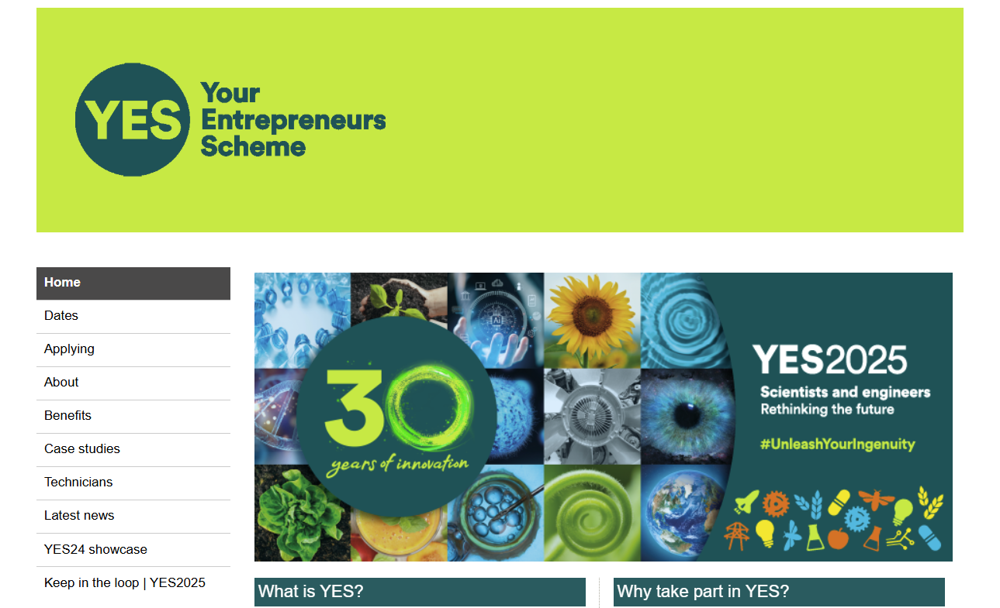 YES
Your
Entrepreneurs
Scheme
Home
Dates
Applying
About
Benefits
Case studies
Technicians
Latest news
YES24 showcase
Keep in the loop | YES2025
Ai
30
years of innovation
YES2025
Scientists and engineers
Rethinking the future
#UnleashYourIngenuity
What is YES?
Why take part in YES?